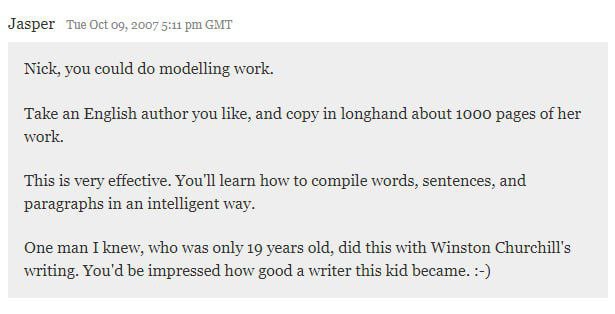 Jasper Tue Oct 09, 2007 5:11 pm GMT
Nick, you could do modelling work.
Take an English author you like, and copy in longhand about 1000 pages of her
work.
This is very effective. You'll learn how to compile words, sentences, and
paragraphs in an intelligent way.
One man I knew, who was only 19 years old, did this with Winston Churchill's
writing. You'd be impressed how good a writer this kid became. :-)